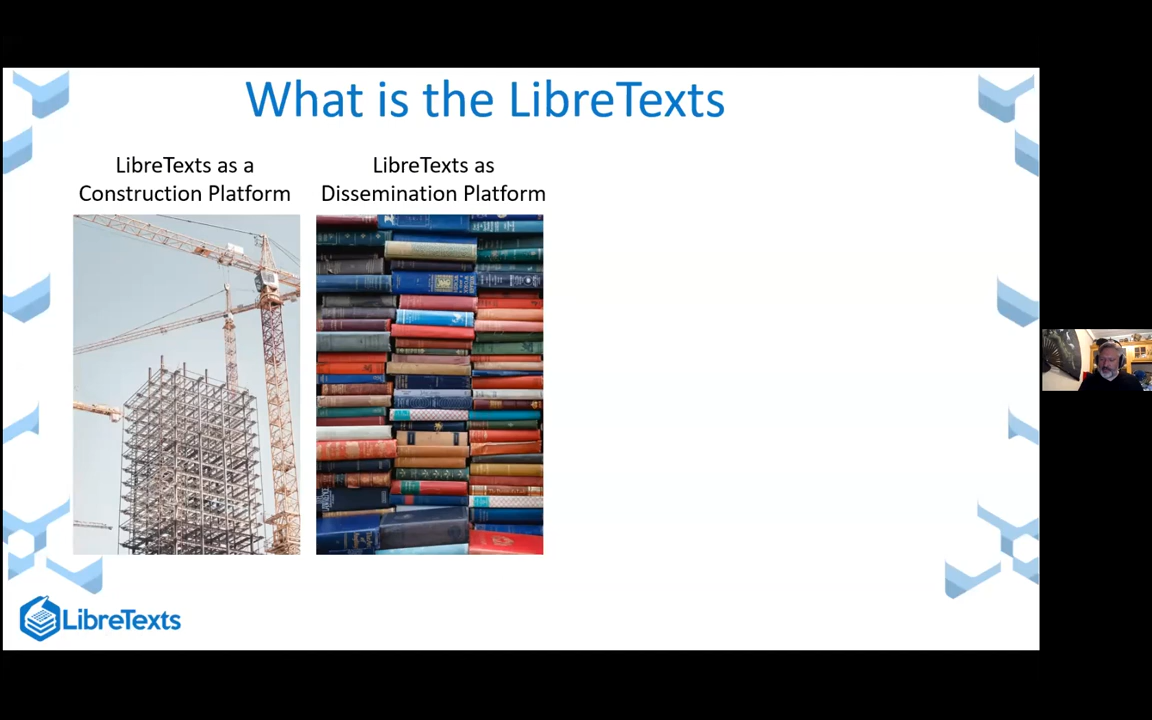 What is the LibreTexts
LibreTexts as a
Construction Platform
LibreTexts as
Dissemination Platform
LibreTexts